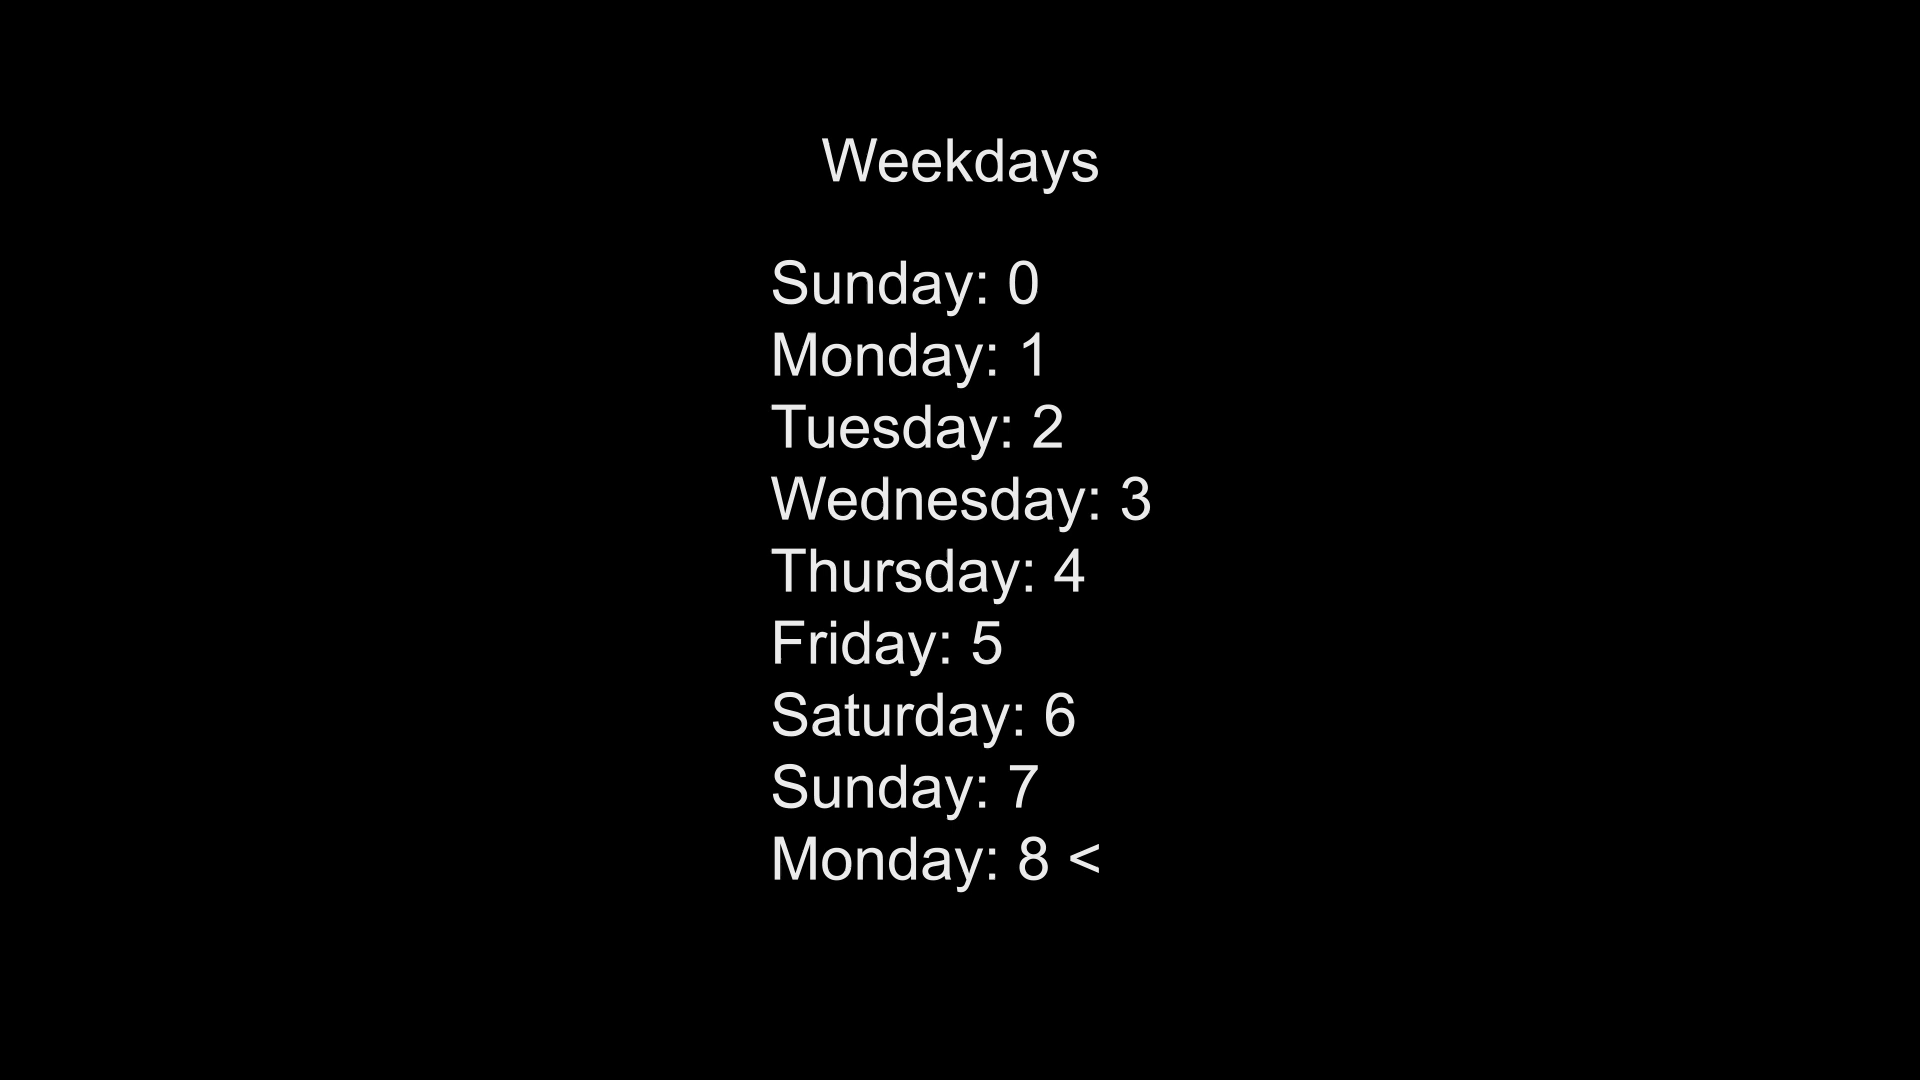 Weekdays
Sunday: 0
Monday: 1
Tuesday: 2
Wednesday: 3
Thursday: 4
Friday: 5
Saturday: 6
Sunday: 7
Monday: 8 <